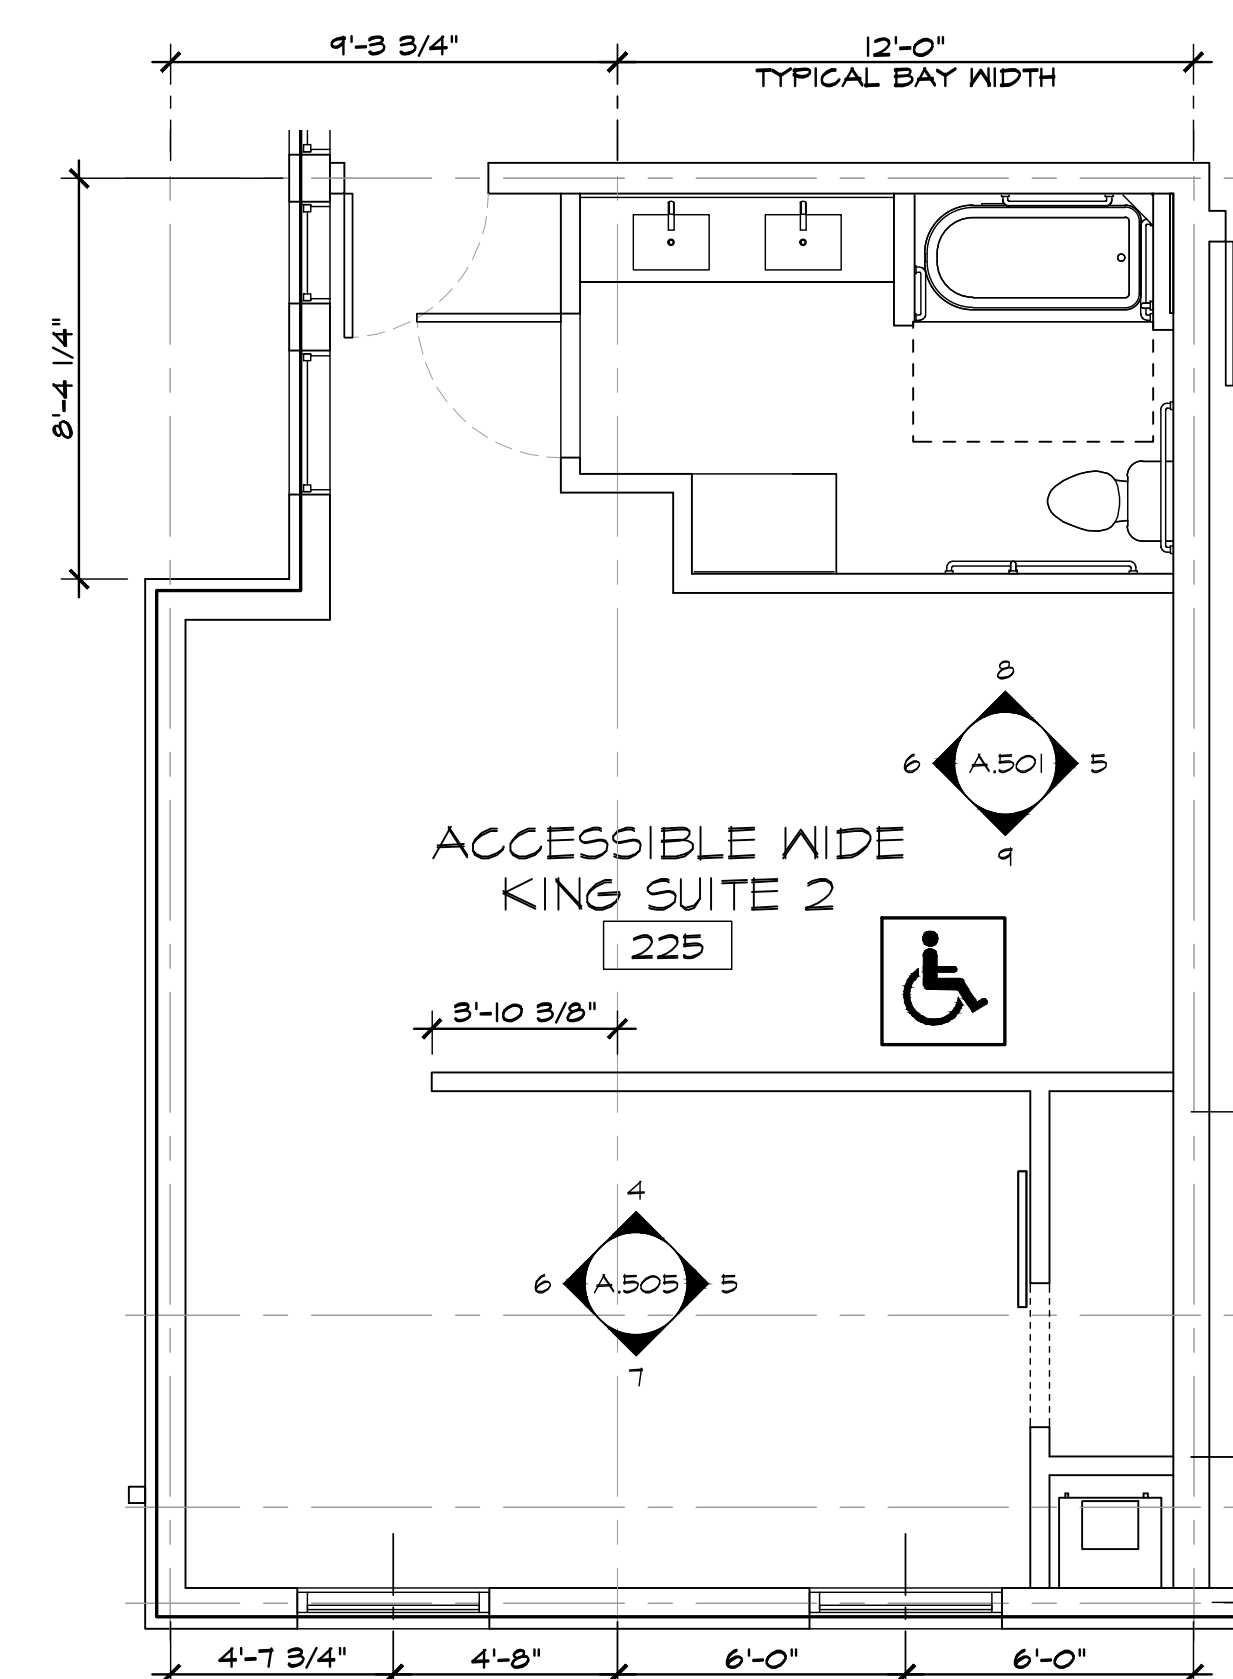 9'-3 3/4"
12'-0"
TYPICAL BAY WIDTH
8'-4 1/4"
8
6 A.501 5
9
ACCESSIBLE WIDE
KING SUITE 2
225
3'-10 3/8"
4
6 A.505 5
7
4'-7 3/4"
4'-8"
6'-0"
6'-0"